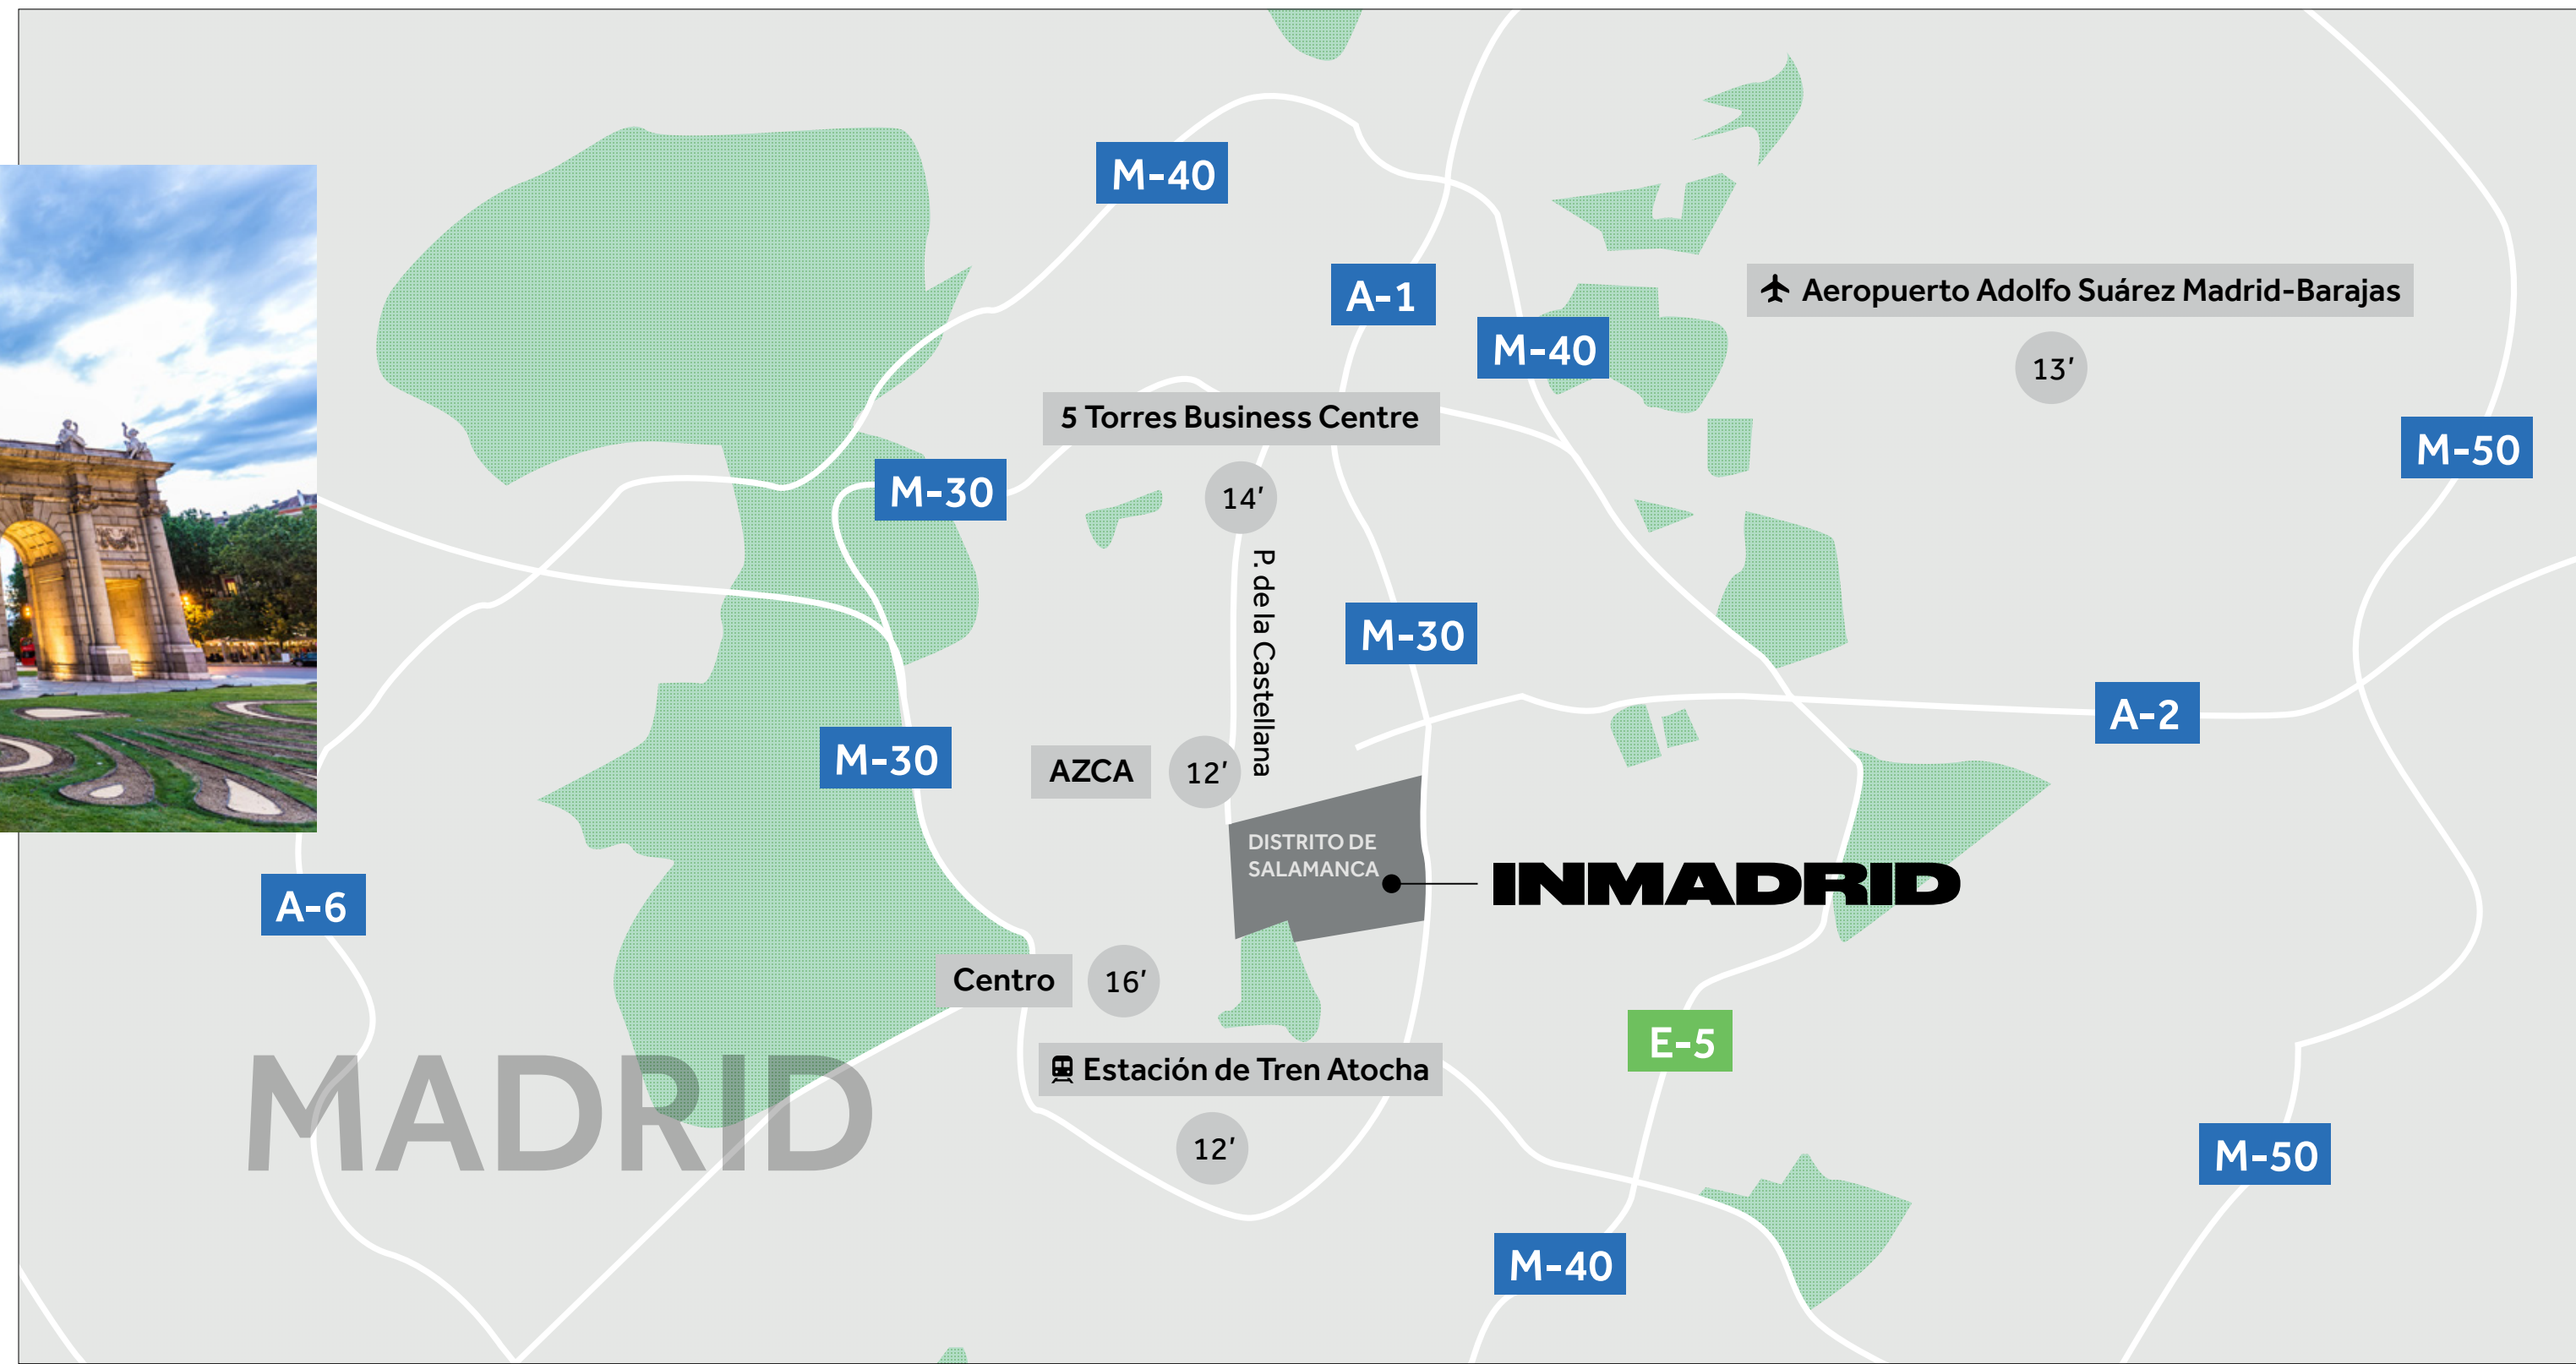 M-40
A-1
Aeropuerto Adolfo Suárez Madrid-Barajas
M-40
13’
5 Torres Business Centre
M-50
M-30
14’
P. de la Castellana
M-30
A-2
M-30
AZCA
12’
DISTRITO DE
SALAMANCA
INMADRID
A-6
Centro
16’
E-5
Estación de Tren Atocha
MADRID
12’
M-50
M-40